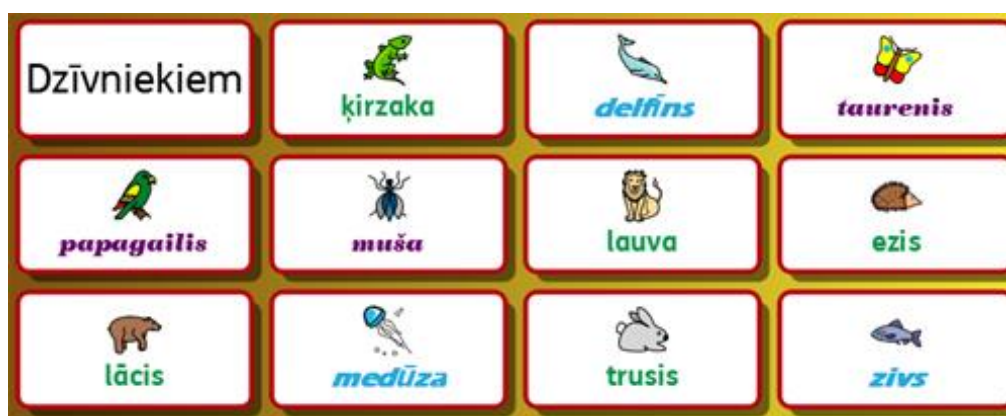 Dzīvniekiem
ķirzaka
delfīns
taurenis
papagailis
muša
lauva
ezis
lācis
medūza
trusis
zivs